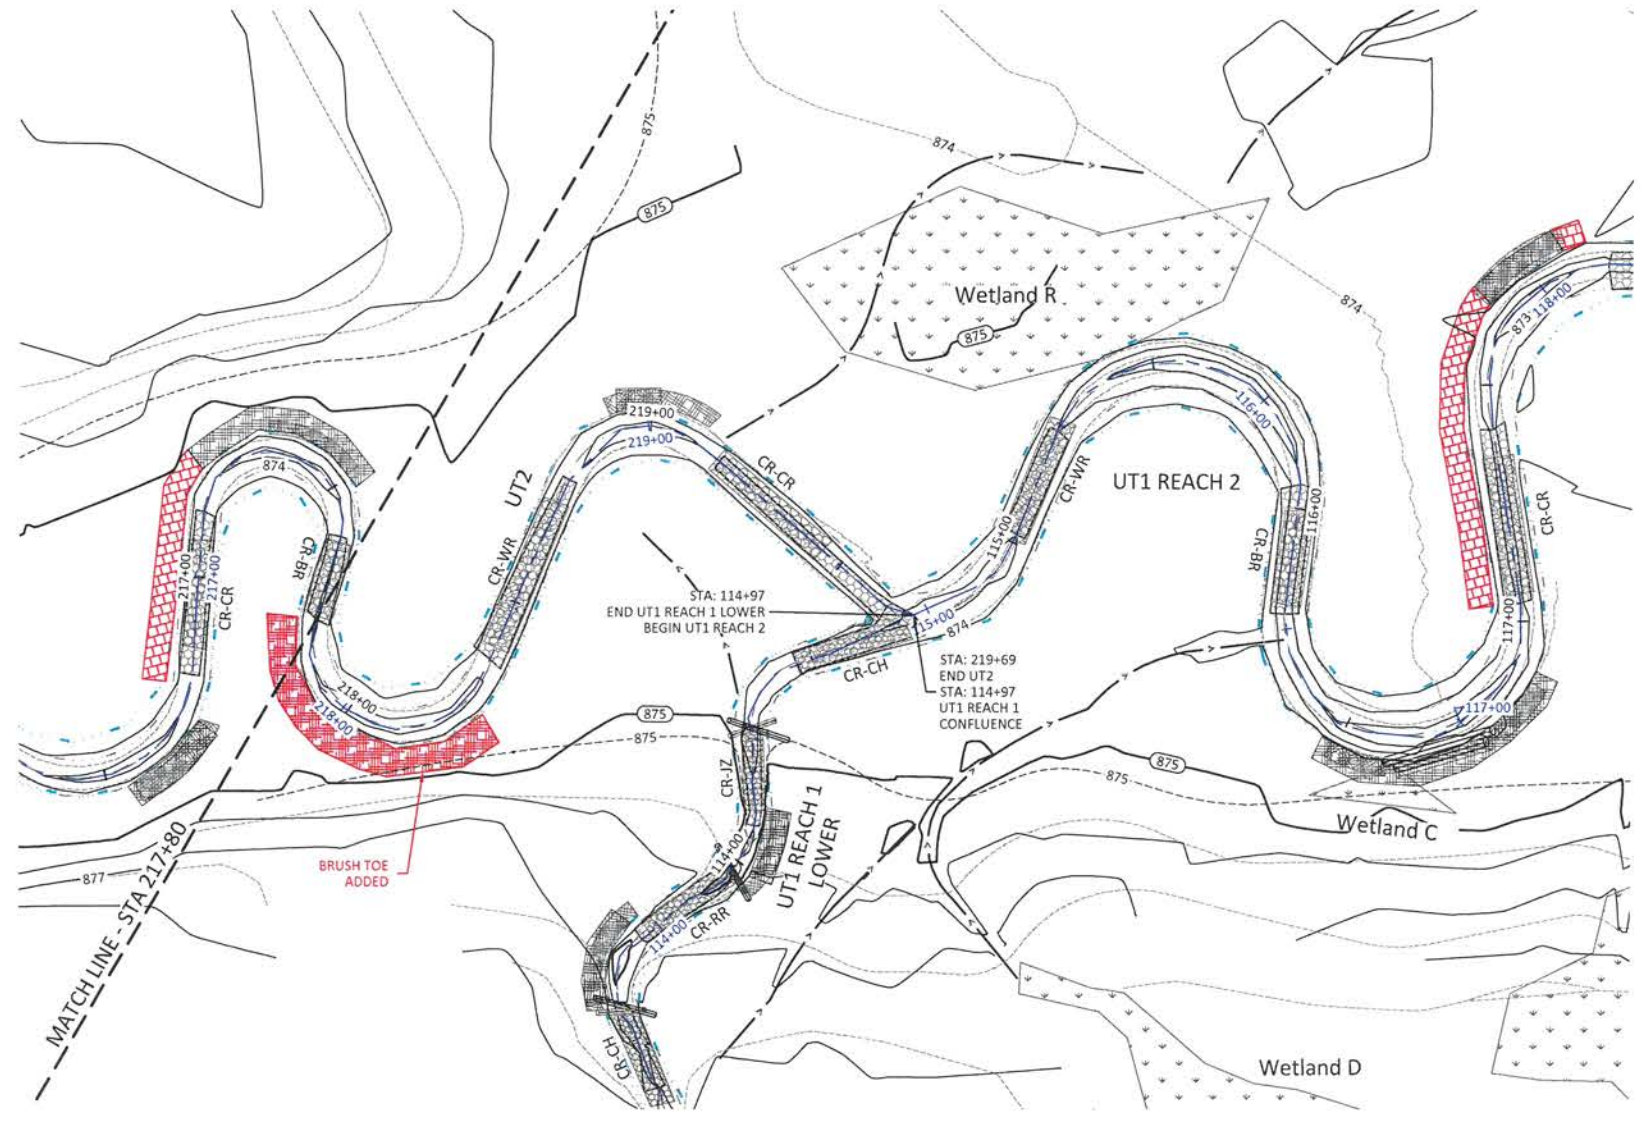 875
874
875
Wetland R
875
874
873
118+00
219+00
219+00
116+00
874
CR-CR
UT2
CR-WR
UT1 REACH 2
116+00
CR-CR
217+00
217+00
CR-CR
CR-BR
CR-WR
115+00
CR-BR
STA: 114+97
END UT1 REACH 1 LOWER
BEGIN UT1 REACH 2
115+00
874
117+00
CR-CH
STA: 219+69
END UT2
STA: 114+97
UT1 REACH 1
CONFLUENCE
218+00
218+00
117+00
875
875
CR-JZ
875
875
Wetland C
UT1 REACH 1
LOWER
114+00
BRUSH TOE
ADDED
877
CR-RR
114+00
MATCH LINE - STA 217+80
CR-CH
Wetland D